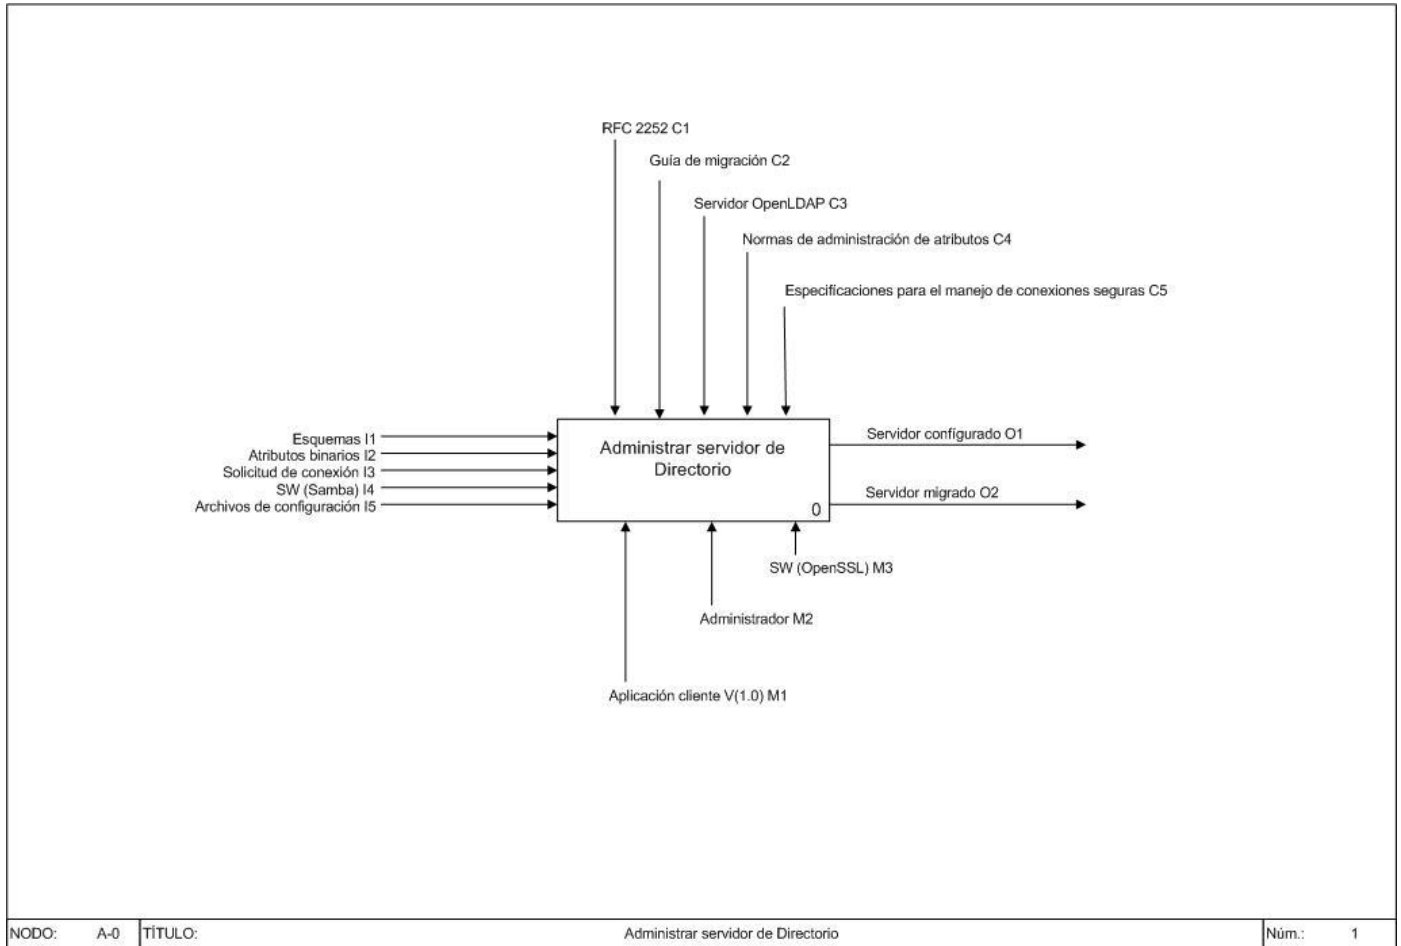 RFC 2252 C1
Guía de migración C2
Servidor OpenLDAP C3
Normas de administración de atributos C4
Especificaciones para el manejo de conexiones seguras C5
Esquemas I1
Atributos binarios I2
Solicitud de conexión I3
SW (Samba) I4
Archivos de configuración I5
Administrar servidor de
Directorio
0
Servidor configurado O1
Servidor migrado O2
SW (OpenSSL) M3
Administrador M2
Aplicación cliente V(1.0) M1
NODO: A-0 TÍTULO: Administrar servidor de Directorio Núm.: 1